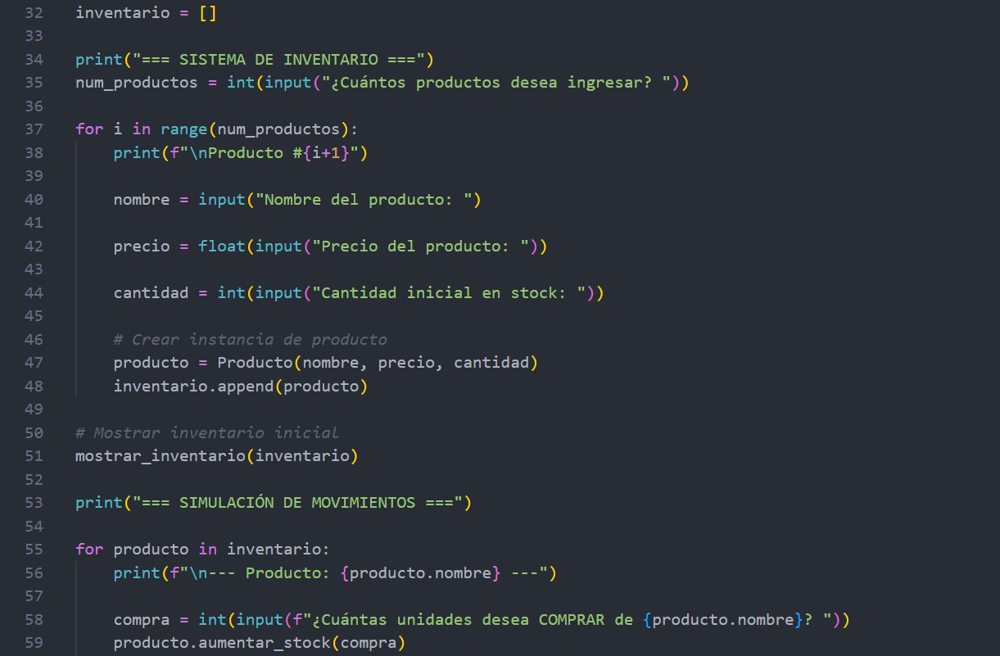 32 inventario = []
33
34 print("=== SISTEMA DE INVENTARIO ===")
35 num_productos = int(input("¿Cuántos productos desea ingresar? "))
36
37 for i in range(num_productos):
38     print(f"\nProducto #{i+1}")
39
40     nombre = input("Nombre del producto: ")
41
42     precio = float(input("Precio del producto: "))
43
44     cantidad = int(input("Cantidad inicial en stock: "))
45
46     # Crear instancia de producto
47     producto = Producto(nombre, precio, cantidad)
48     inventario.append(producto)
49
50 # Mostrar inventario inicial
51 mostrar_inventario(inventario)
52
53 print("=== SIMULACIÓN DE MOVIMIENTOS ===")
54
55 for producto in inventario:
56     print(f"\n--- Producto: {producto.nombre} ---")
57
58     compra = int(input(f"¿Cuántas unidades desea COMPRAR de {producto.nombre}? "))
59     producto.aumentar_stock(compra)